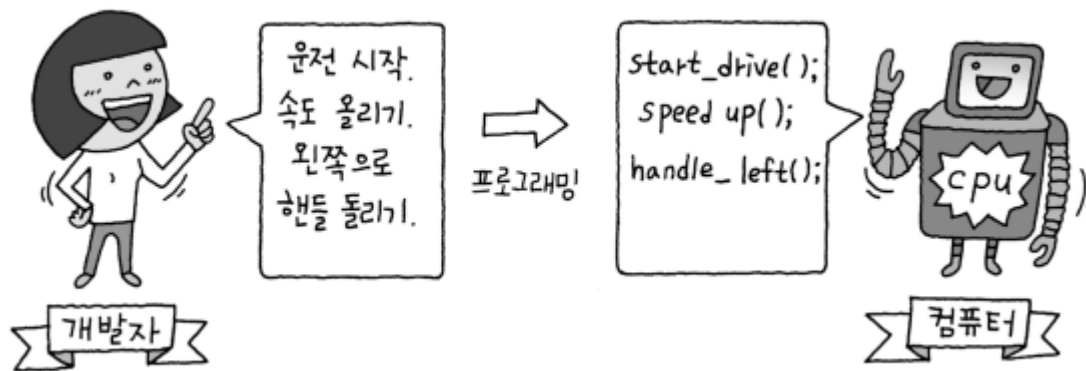 운전 시작.
속도 올리기.
왼쪽으로
핸들 돌리기.
프로그래밍
start_drive();
speed up();
handle_left();
cpu
개발자
컴퓨터